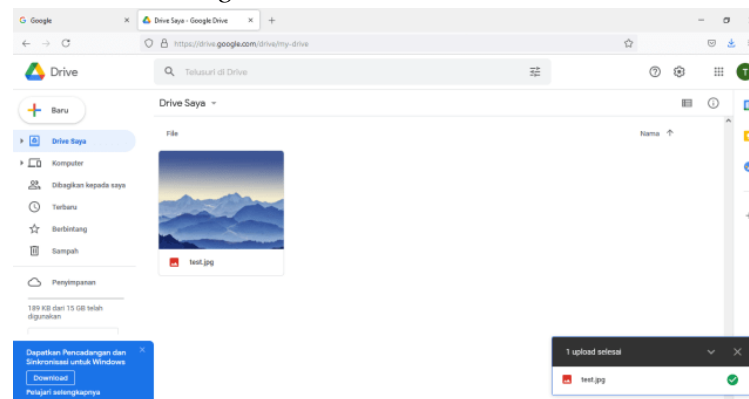 Google
Drive Saya - Google Drive
https://drive.google.com/drive/my-drive
Drive
Telusuri di Drive
T
Baru
Drive Saya
Drive Saya
Komputer
Dibagikan kepada saya
Terbaru
Berbintang
Sampah
Penyimpanan
189 KB dari 15 GB telah
digunakan
File
Nama
test.jpg
Dapatkan Pencadangan dan
Sinkronisasi untuk Windows
Download
Pelajari selengkapnya
1 upload selesai
test.jpg